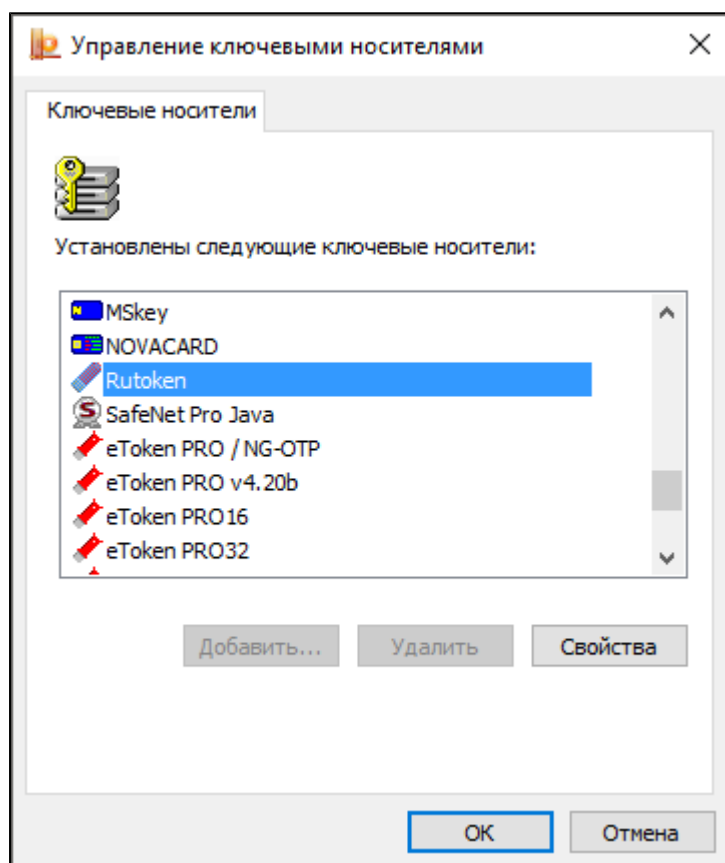 Управление ключевыми носителями
Ключевые носители
Установлены следующие ключевые носители:
MSkey
NOVACARD
Rutoken
SafeNet Pro Java
eToken PRO / NG-OTP
eToken PRO v4.20b
eToken PRO16
eToken PRO32
Добавить... Удалить Свойства
ОК Отмена